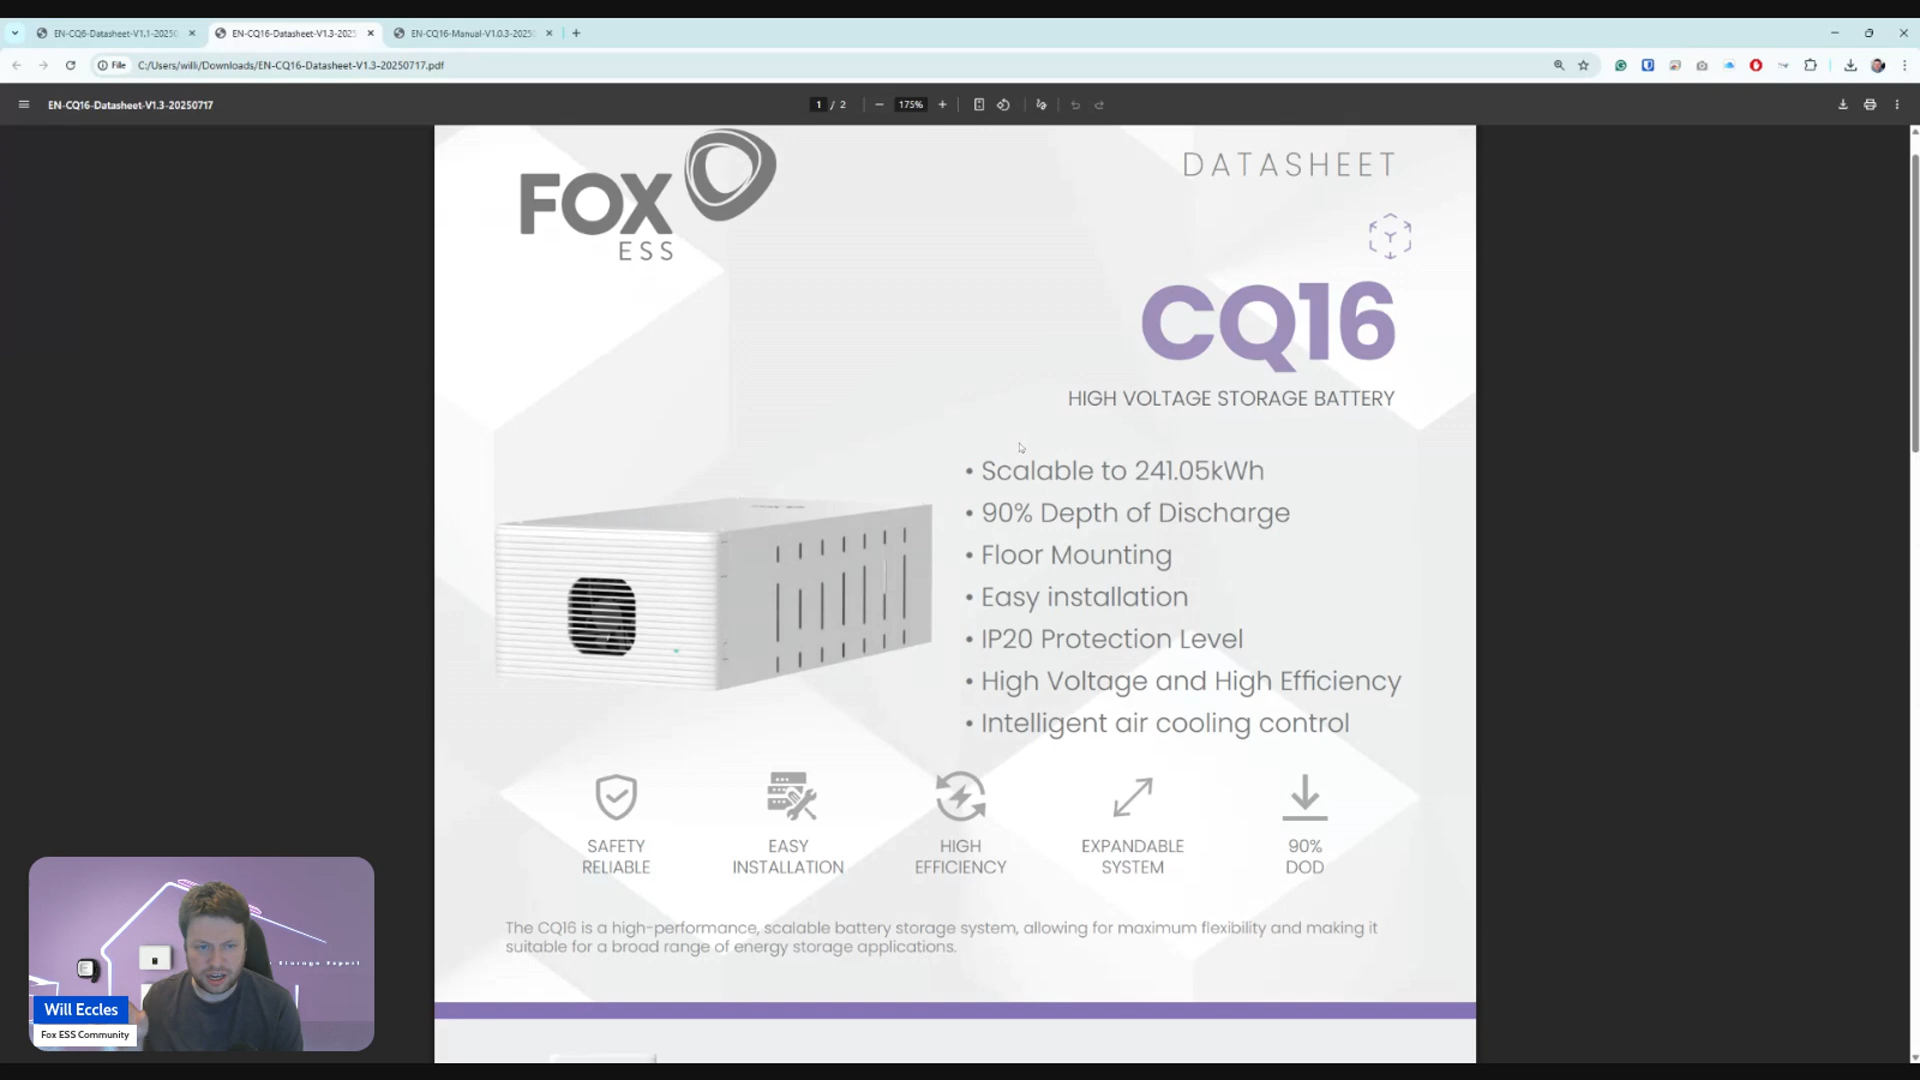 EN-CQ6-Datasheet-V1.1-20250
EN-CQ16-Datasheet-V1.3-2025
EN-CQ16-Manual-V1.0.3-2025
File
C:/Users/willi/Downloads/EN-CQ16-Datasheet-V1.3-20250717.pdf
EN-CQ16-Datasheet-V1.3-20250717
1 / 2
175%
FOX
ESS
DATASHEET
CQ16
HIGH VOLTAGE STORAGE BATTERY
• Scalable to 241.05kWh
• 90% Depth of Discharge
• Floor Mounting
• Easy installation
• IP20 Protection Level
• High Voltage and High Efficiency
• Intelligent air cooling control
SAFETY
RELIABLE
EASY
INSTALLATION
HIGH
EFFICIENCY
EXPANDABLE
SYSTEM
90%
DOD
The CQ16 is a high-performance, scalable battery storage system, allowing for maximum flexibility and making it
suitable for a broad range of energy storage applications.
Storage Expert
Will Eccles
Fox ESS Community